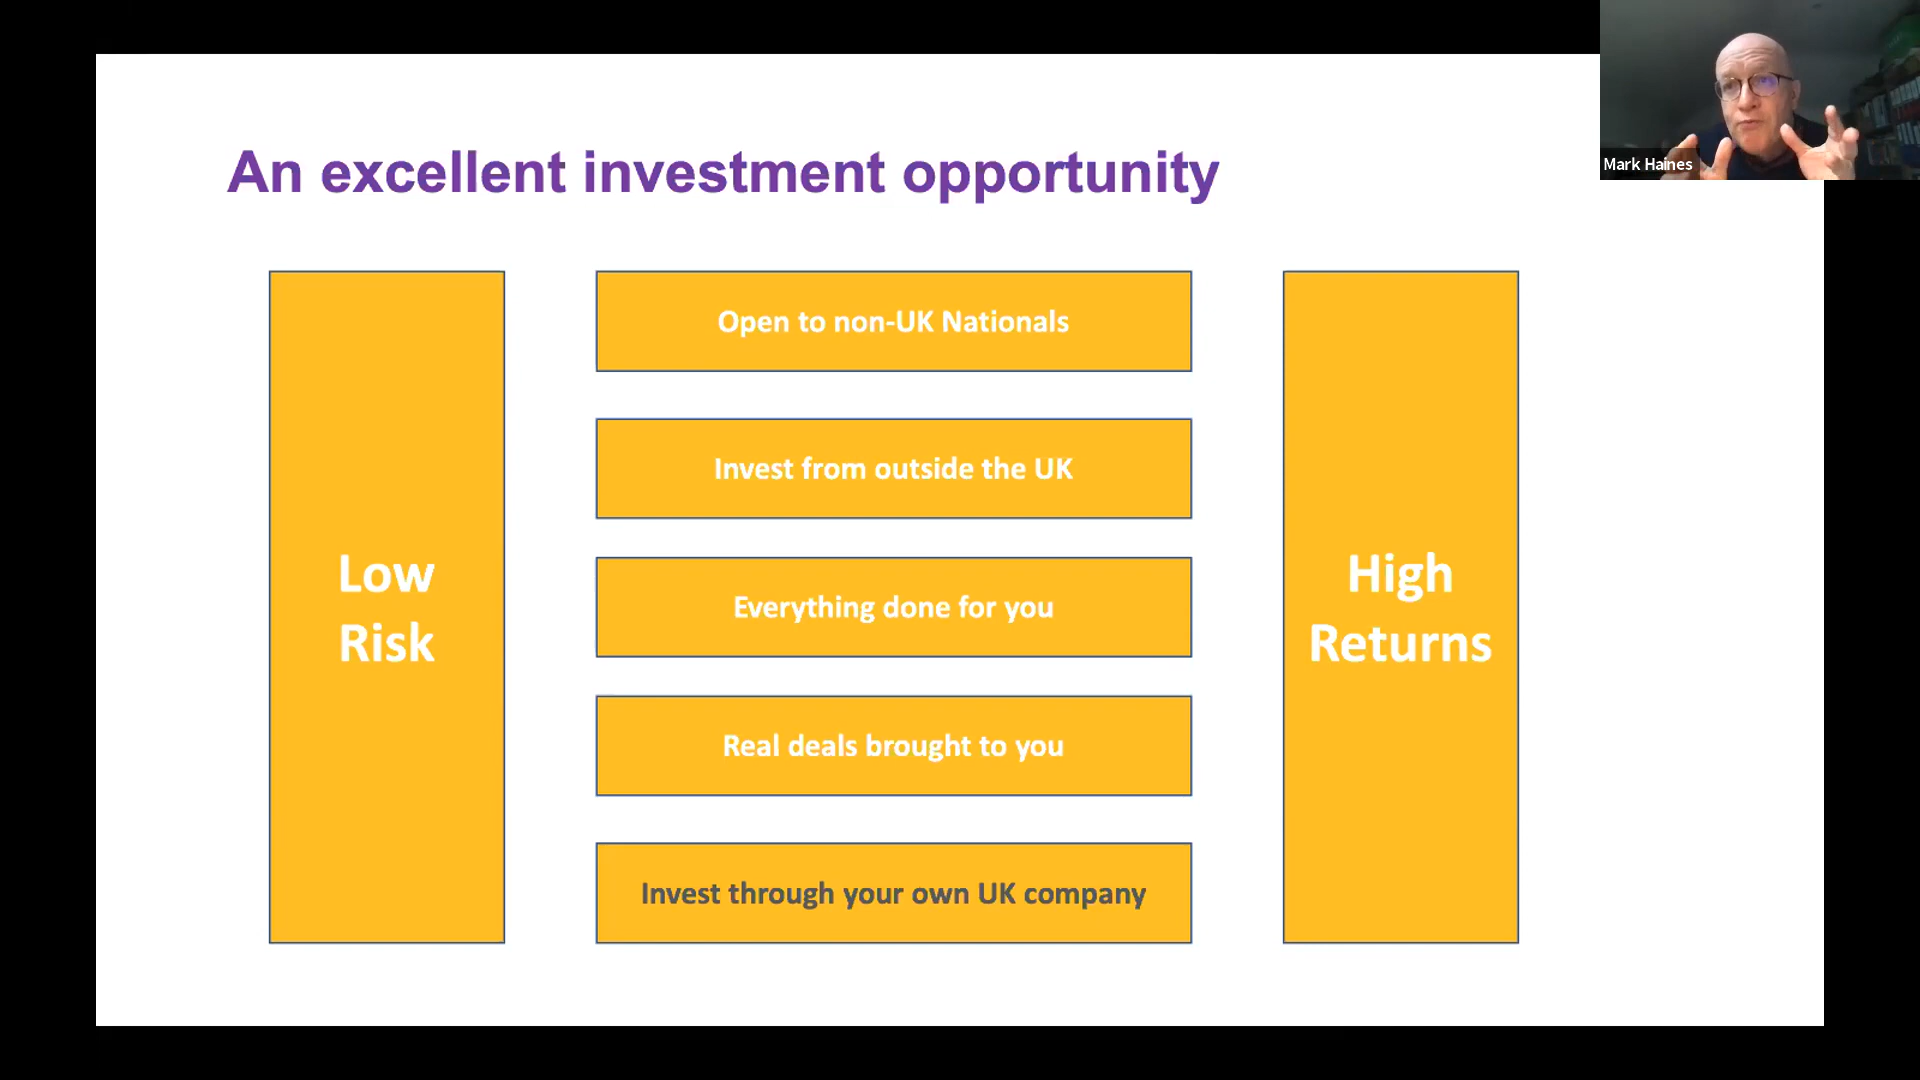 An excellent investment opportunity
Low
Risk
Open to non-UK Nationals
Invest from outside the UK
Everything done for you
Real deals brought to you
Invest through your own UK company
High
Returns
Mark Haines